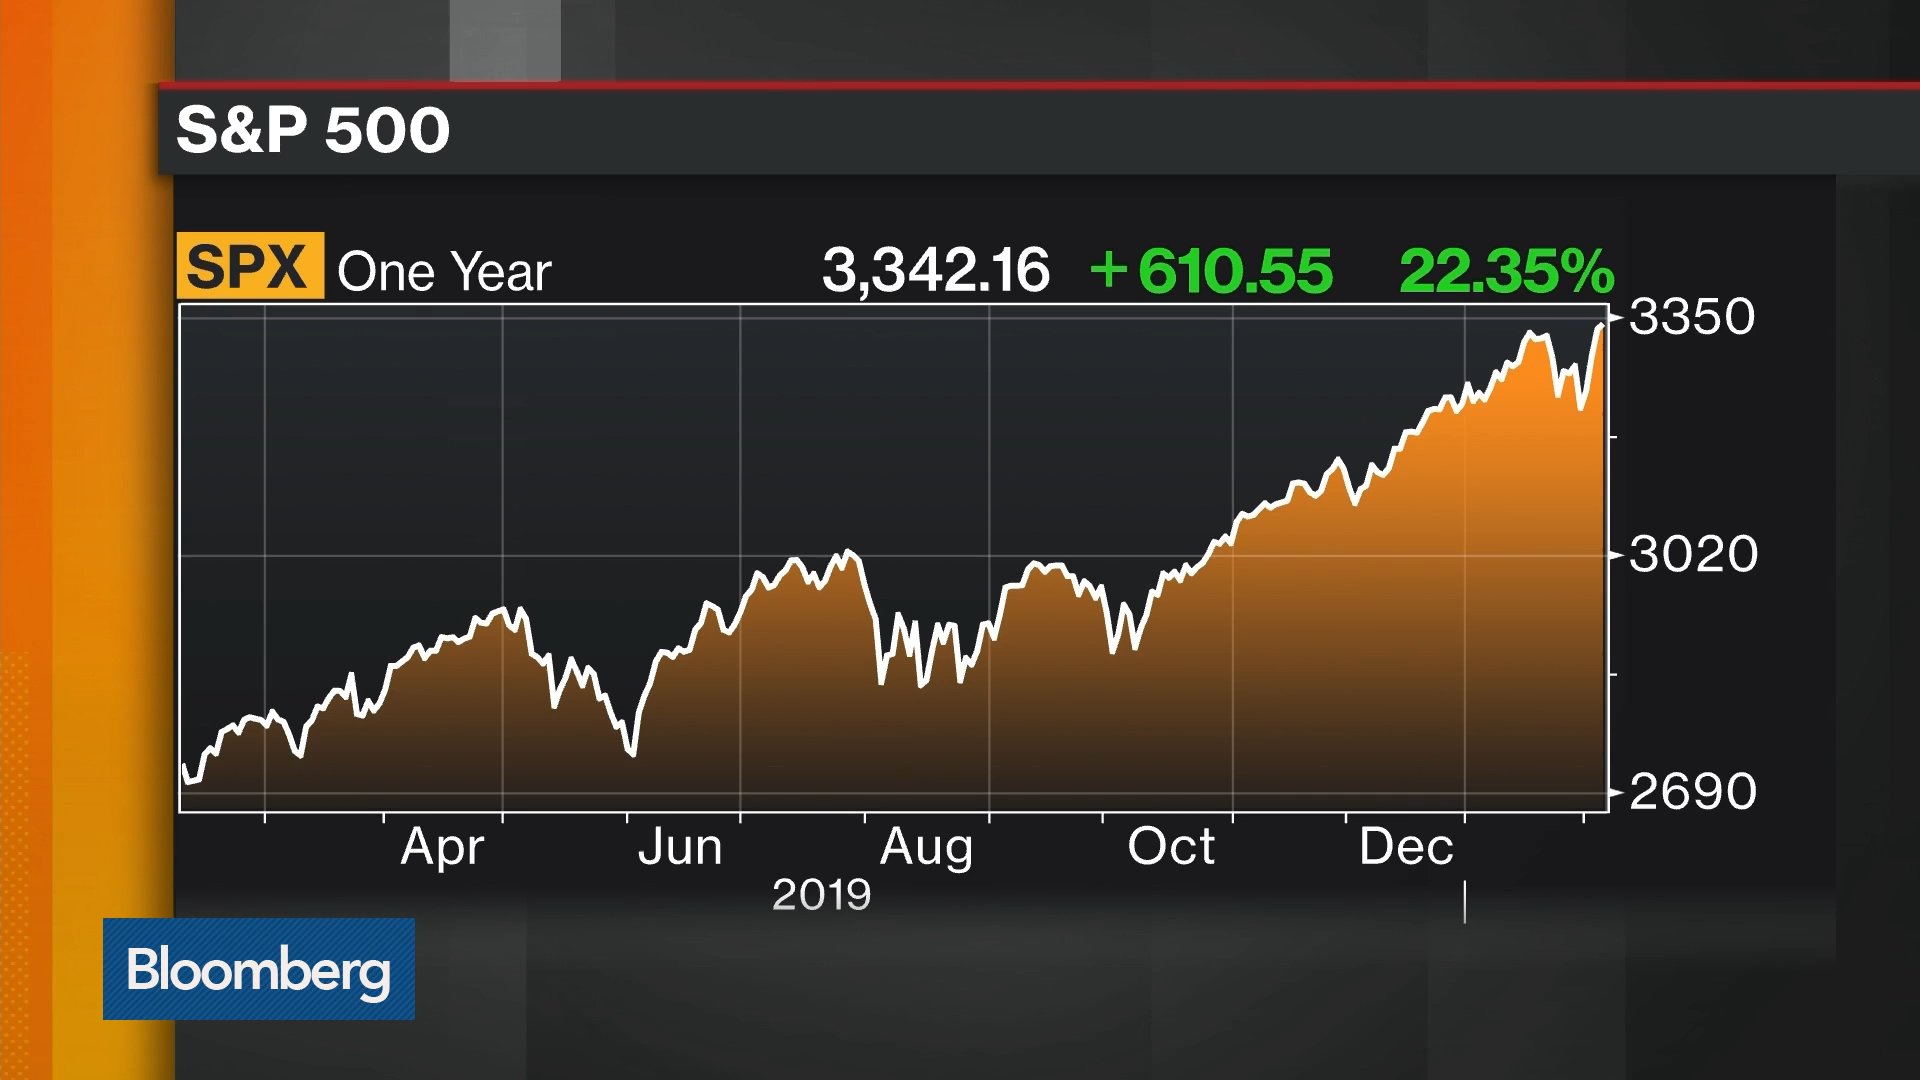 S&P 500
SPX One Year 3,342.16 +610.55 22.35%
3350
3020
2690
Apr Jun Aug Oct Dec
2019
Bloomberg